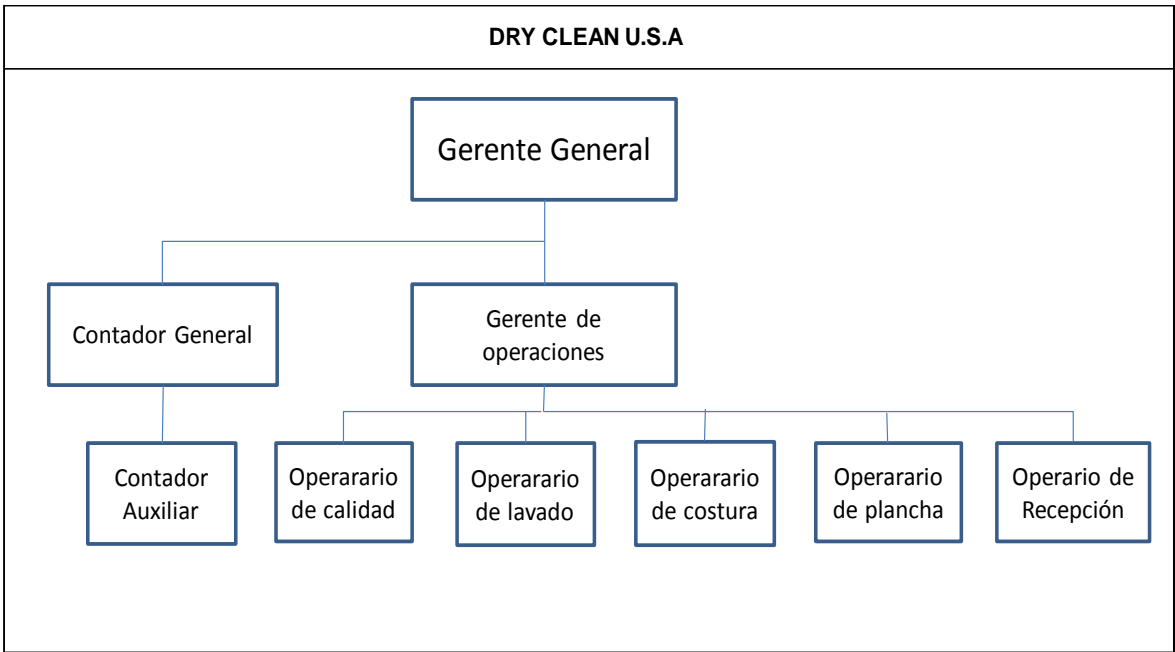 DRY CLEAN U.S.A
Gerente General
Contador General
Gerente de
operaciones
Contador
Auxiliar
Operarario
de calidad
Operarario
de lavado
Operarario
de costura
Operarario
de plancha
Operario de
Recepción